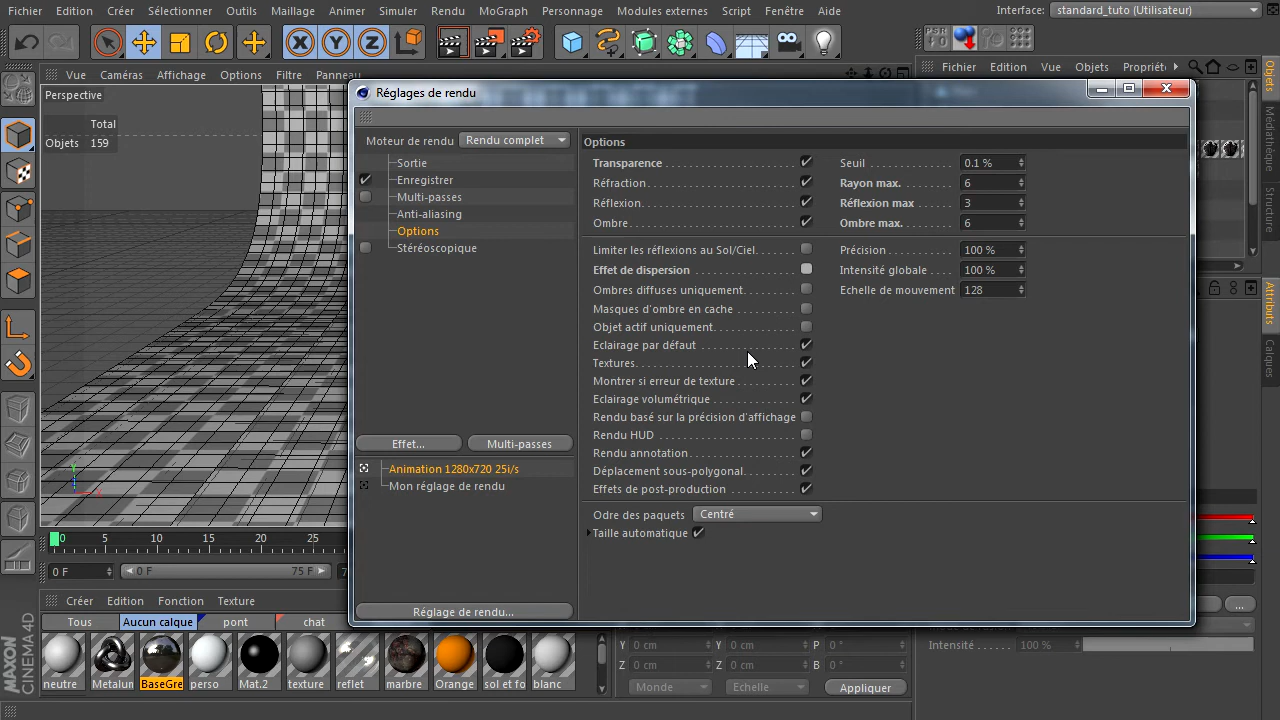 Fichier Edition Créer Sélectionner Outils Maillage Animer Simuler Rendu MoGraph Personnage Modules externes Script Fenêtre Aide Interface: standard_tuto (Utilisateur)
X Y Z
PSR
Vue Caméras Affichage Options Filtre Panneau
Fichier Edition Vue Objets Propriét
Perspective
Total
Objets 159
Réglages de rendu
Moteur de rendu Rendu complet
Sortie
Enregistrer
Multi-passes
Anti-aliasing
Options
Stéréoscopique
Effet... Multi-passes
Animation 1280x720 25i/s
Mon réglage de rendu
Réglage de rendu...
Options
Transparence Seuil 0.1 %
Réfraction Rayon max. 6
Réflexion Réflexion max 3
Ombre Ombre max. 6
Limiter les réflexions au Sol/Ciel Précision 100 %
Effet de dispersion Intensité globale 100 %
Ombres diffuses uniquement Echelle de mouvement 128
Masques d'ombre en cache
Objet actif uniquement
Eclairage par défaut
Textures
Montrer si erreur de texture
Eclairage volumétrique
Rendu basé sur la précision d'affichage
Rendu HUD
Rendu annotation
Déplacement sous-polygonal
Effets de post-production
Odre des paquets Centré
Taille automatique
Objets
Structure
Attributs
Calques
Y
X
0 5 10 15 20 25
0 F 0 F 75 F
Créer Edition Fonction Texture
Tous Aucun calque pont chat
neutre Metalun BaseGre perso Mat.2 texture reflet marbre Orange sol et fo blanc
Y 0 cm Y 0 cm P 0 °
Z 0 cm Z 0 cm B 0 °
Monde Echelle Appliquer
...
Intensité 100 %
MAXON
CINEMA 4D